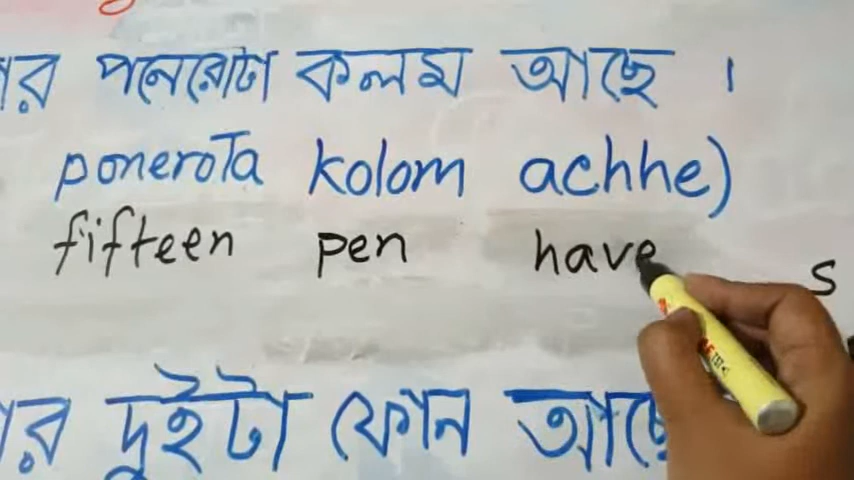 পনেরোটা কলম আছে ।
poneroTa kolom achhe)
fifteen pen have
s
দুইটা ফোন